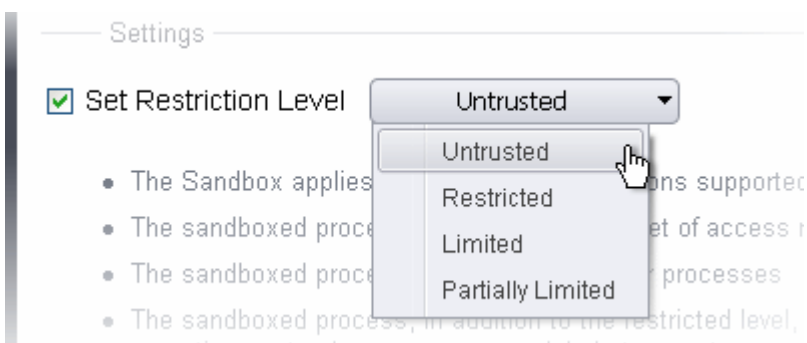 Settings
Set Restriction Level Untrusted
Untrusted
Restricted
Limited
Partially Limited
The Sandbox applies ons supported
The sandboxed proce et of access
The sandboxed proce processes
The sandboxed process, in addition to the restricted level,